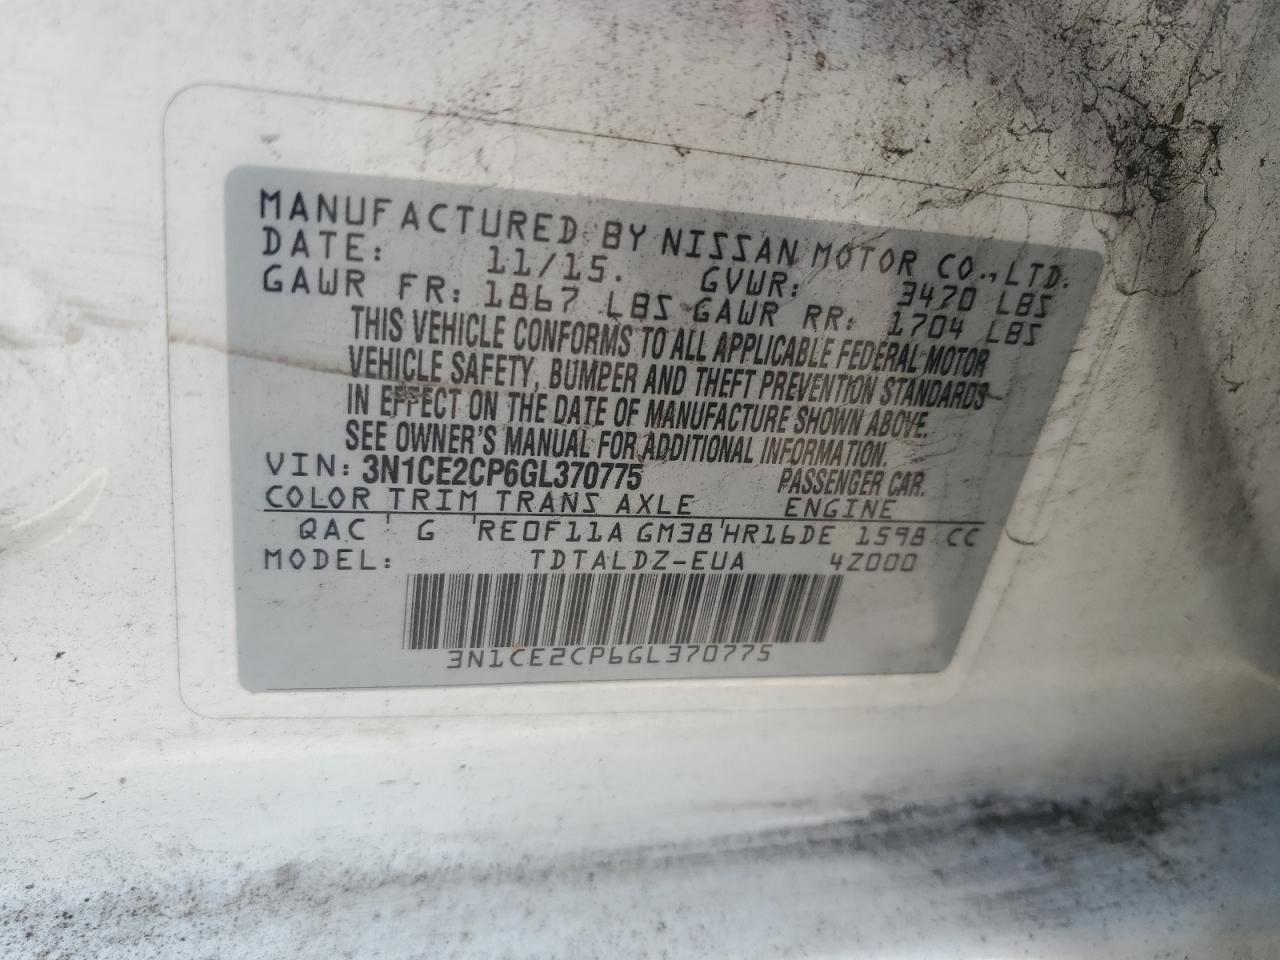 MANUFACTURED BY NISSAN MOTOR CO., LTD.
DATE: 11/15. GVWR: 3470 LBS
GAWR FR: 1867 LBS GAWR RR: 1704 LBS
THIS VEHICLE CONFORMS TO ALL APPLICABLE FEDERAL MOTOR
VEHICLE SAFETY, BUMPER AND THEFT PREVENTION STANDARDS
IN EFFECT ON THE DATE OF MANUFACTURE SHOWN ABOVE.
SEE OWNER'S MANUAL FOR ADDITIONAL INFORMATION.
VIN: 3N1CE2CP6GL370775 PASSENGER CAR.
COLOR TRIM TRANS AXLE ENGINE
QAC G RE0F11A GM38 HR16DE 1598 CC
MODEL: TDTALDZ-EUA 4Z000
3N1CE2CP6GL370775